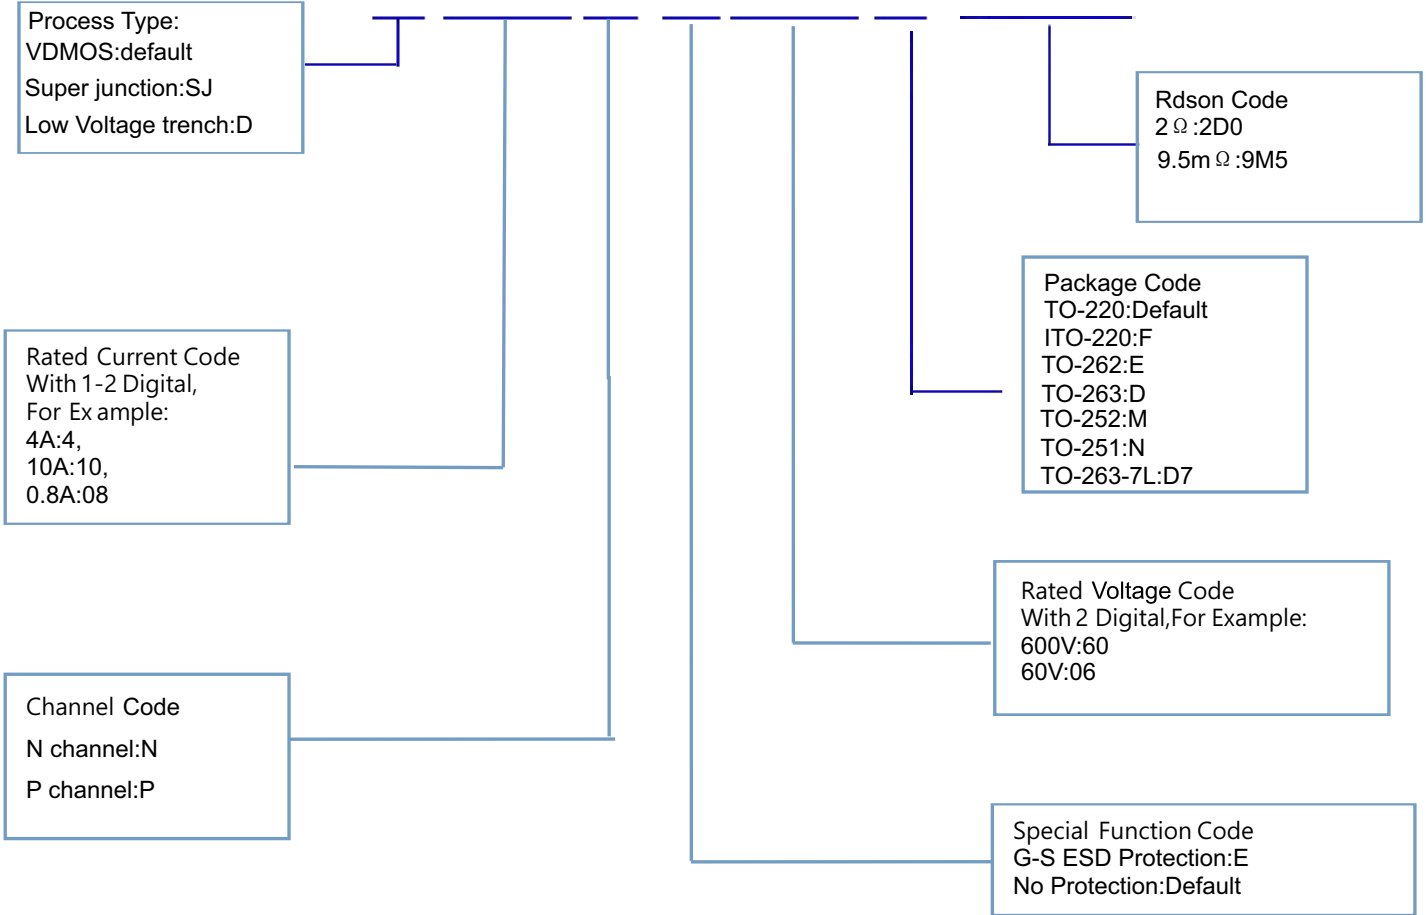 Process Type:
VDMOS:default
Super junction:SJ
Low Voltage trench:D
Rdson Code
2Ω:2D0
9.5mΩ:9M5
Package Code
TO-220:Default
ITO-220:F
TO-262:E
TO-263:D
TO-252:M
TO-251:N
TO-263-7L:D7
Rated Current Code
With 1-2 Digital,
For Ex ample:
4A:4,
10A:10,
0.8A:08
Rated Voltage Code
With 2 Digital,For Example:
600V:60
60V:06
Channel Code
N channel:N
P channel:P
Special Function Code
G-S ESD Protection:E
No Protection:Default